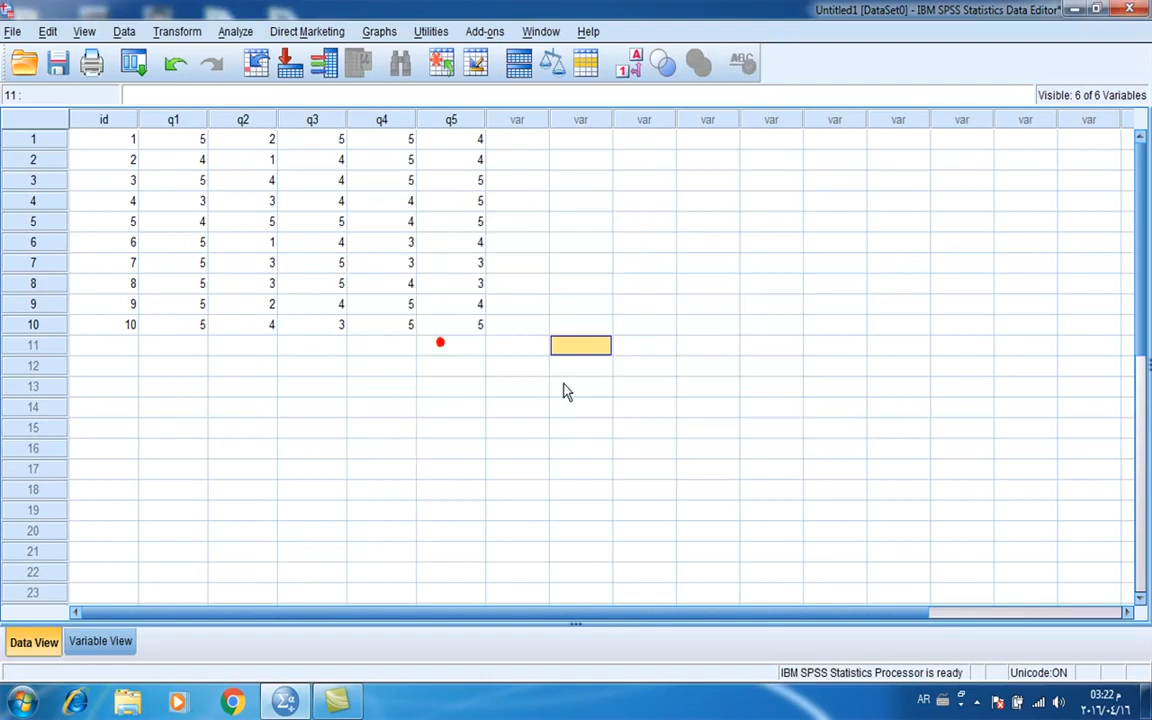 Untitled1 [DataSet0] - IBM SPSS Statistics Data Editor*
File Edit View Data Transform Analyze Direct Marketing Graphs Utilities Add-ons Window Help
11 :
Visible: 6 of 6 Variables
id q1 q2 q3 q4 q5 var var var var var var var var var var
1 1 5 2 5 5 4
2 2 4 1 4 5 4
3 3 5 4 4 5 5
4 4 3 3 4 4 5
5 5 4 5 5 4 5
6 6 5 1 4 3 4
7 7 5 3 5 3 3
8 8 5 3 5 4 3
9 9 5 2 4 5 4
10 10 5 4 3 5 5
11
12
13
14
15
16
17
18
19
20
21
22
23
Data View Variable View
IBM SPSS Statistics Processor is ready Unicode:ON
AR
03:22 م
٢٠١٦/٠٤/١٦